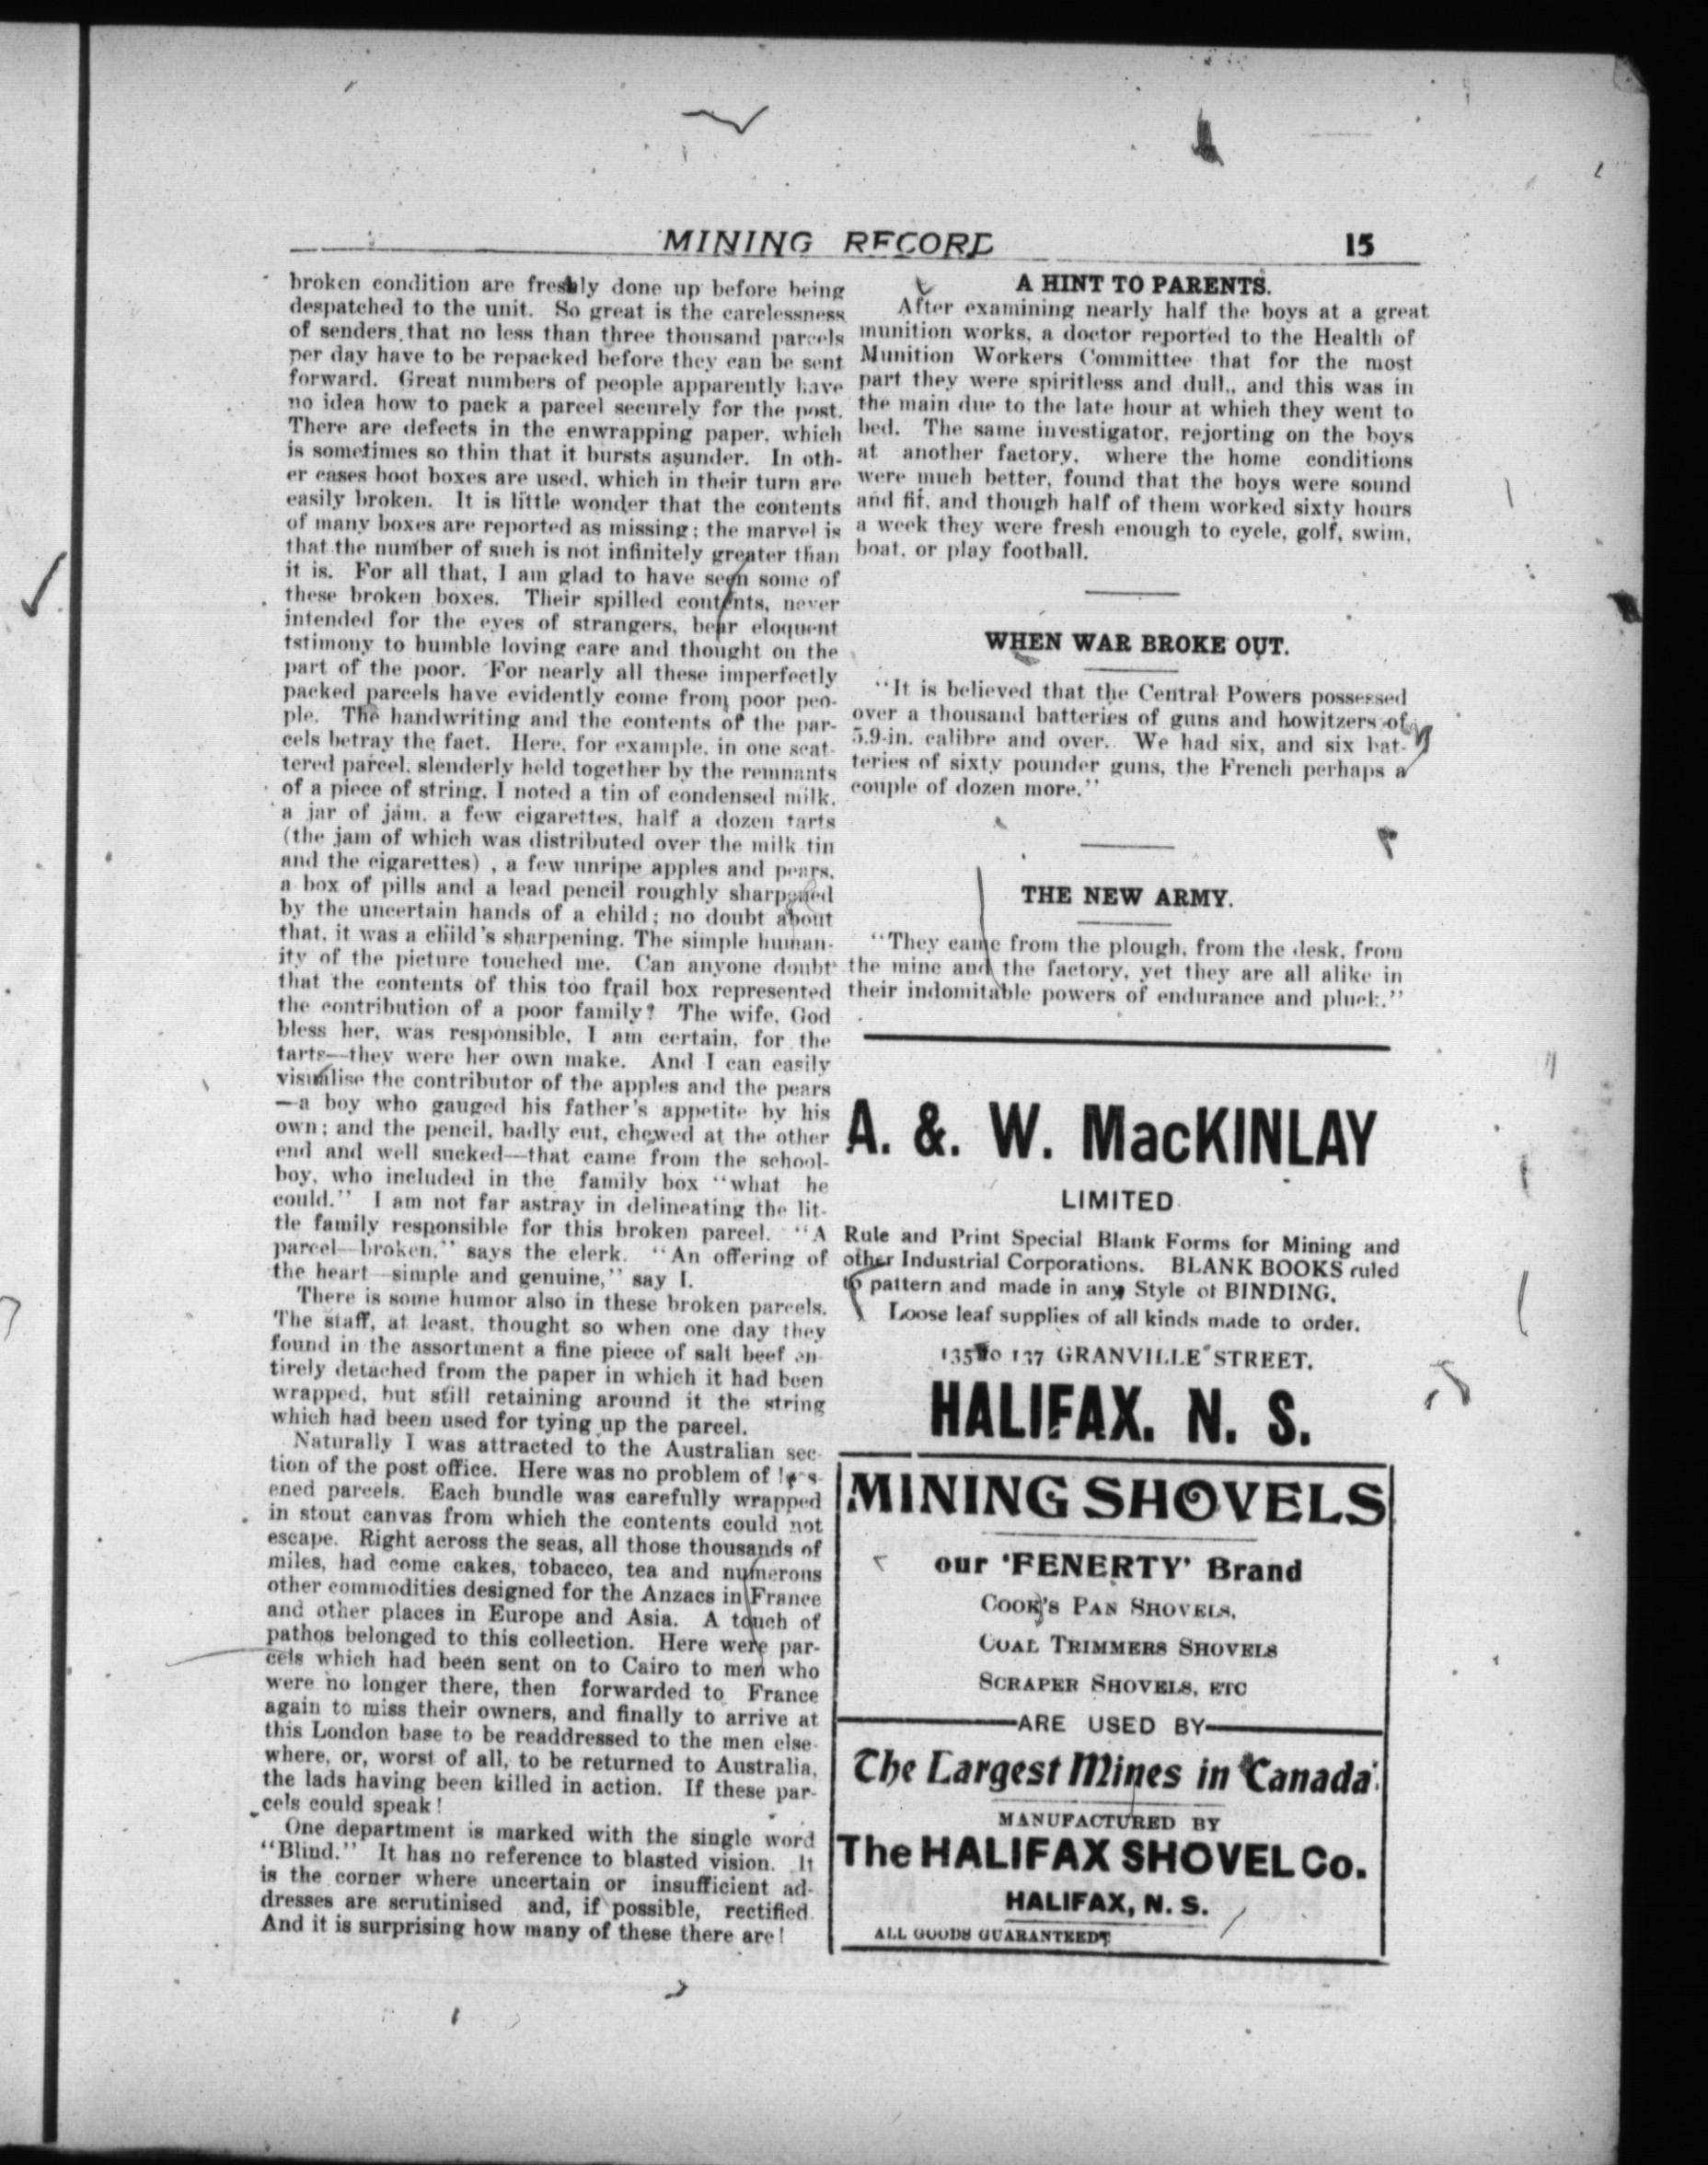 MINING RECORD 15
broken condition are freshly done up before being
despatched to the unit. So great is the carelessness
of senders that no less than three thousand parcels
per day have to be repacked before they can be sent
forward. Great numbers of people apparently have
no idea how to pack a parcel securely for the post.
There are defects in the enwrapping paper, which
is sometimes so thin that it bursts asunder. In oth-
er cases boot boxes are used, which in their turn are
easily broken. It is little wonder that the contents
of many boxes are reported as missing; the marvel is
that the number of such is not infinitely greater than
it is. For all that, I am glad to have seen some of
these broken boxes. Their spilled contents, never
intended for the eyes of strangers, bear eloquent
tstimony to humble loving care and thought on the
part of the poor. For nearly all these imperfectly
packed parcels have evidently come from poor peo-
ple. The handwriting and the contents of the par-
cels betray the fact. Here, for example, in one scat-
tered parcel, slenderly held together by the remnants
of a piece of string, I noted a tin of condensed milk,
a jar of jam, a few cigarettes, half a dozen tarts
(the jam of which was distributed over the milk tin
and the cigarettes) , a few unripe apples and pears,
a box of pills and a lead pencil roughly sharpened
by the uncertain hands of a child; no doubt about
that, it was a child's sharpening. The simple human-
ity of the picture touched me. Can anyone doubt
that the contents of this too frail box represented
the contribution of a poor family? The wife, God
bless her, was responsible, I am certain, for the
tarts—they were her own make. And I can easily
visualise the contributor of the apples and the pears
—a boy who gauged his father's appetite by his
own; and the pencil, badly cut, chewed at the other
end and well sucked—that came from the school-
boy, who included in the family box "what he
could." I am not far astray in delineating the lit-
tle family responsible for this broken parcel. "A
parcel—broken," says the clerk. "An offering of
the heart—simple and genuine," say I.
There is some humor also in these broken parcels.
The staff, at least, thought so when one day they
found in the assortment a fine piece of salt beef en-
tirely detached from the paper in which it had been
wrapped, but still retaining around it the string
which had been used for tying up the parcel.
Naturally I was attracted to the Australian sec-
tion of the post office. Here was no problem of loos-
ened parcels. Each bundle was carefully wrapped
in stout canvas from which the contents could not
escape. Right across the seas, all those thousands of
miles, had come cakes, tobacco, tea and numerous
other commodities designed for the Anzacs in France
and other places in Europe and Asia. A touch of
pathos belonged to this collection. Here were par-
cels which had been sent on to Cairo to men who
were no longer there, then forwarded to France
again to miss their owners, and finally to arrive at
this London base to be readdressed to the men else-
where, or, worst of all, to be returned to Australia,
the lads having been killed in action. If these par-
cels could speak!
One department is marked with the single word
"Blind." It has no reference to blasted vision. It
is the corner where uncertain or insufficient ad-
dresses are scrutinised and, if possible, rectified.
And it is surprising how many of these there are!
A HINT TO PARENTS.
After examining nearly half the boys at a great
munition works, a doctor reported to the Health of
Munition Workers Committee that for the most
part they were spiritless and dull,, and this was in
the main due to the late hour at which they went to
bed. The same investigator, rejorting on the boys
at another factory, where the home conditions
were much better, found that the boys were sound
and fit, and though half of them worked sixty hours
a week they were fresh enough to cycle, golf, swim,
boat, or play football.
WHEN WAR BROKE OUT.
"It is believed that the Central Powers possessed
over a thousand batteries of guns and howitzers of
5.9-in. calibre and over. We had six, and six bat-
teries of sixty pounder guns, the French perhaps a
couple of dozen more."
THE NEW ARMY.
"They came from the plough, from the desk, from
the mine and the factory, yet they are all alike in
their indomitable powers of endurance and pluck."
A. &. W. MacKINLAY
LIMITED
Rule and Print Special Blank Forms for Mining and
other Industrial Corporations. BLANK BOOKS ruled
to pattern and made in any Style of BINDING.
Loose leaf supplies of all kinds made to order.
135 to 137 GRANVILLE STREET.
HALIFAX. N. S.
MINING SHOVELS
our 'FENERTY' Brand
COOK'S PAN SHOVELS,
COAL TRIMMERS SHOVELS
SCRAPER SHOVELS, ETC
ARE USED BY
The Largest Mines in Canada
MANUFACTURED BY
The HALIFAX SHOVEL Co.
HALIFAX, N. S.
ALL GOODS GUARANTEED